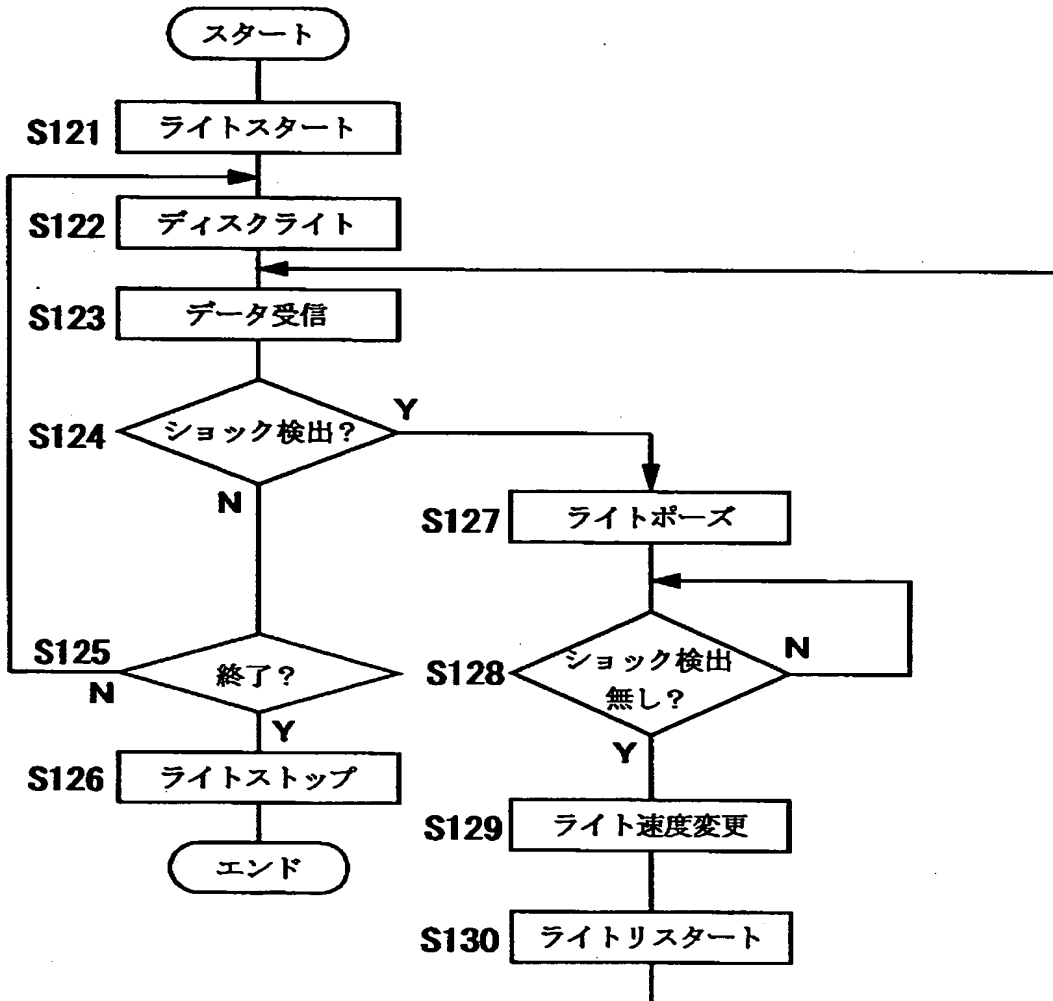 スタート
S121
ライトスタート
S122
ディスクライト
S123
データ受信
S124
ショック検出？
Y
N
S125
終了？
N
Y
S126
ライトストップ
エンド
S127
ライトポーズ
S128
ショック検出
無し？
N
Y
S129
ライト速度変更
S130
ライトリスタート